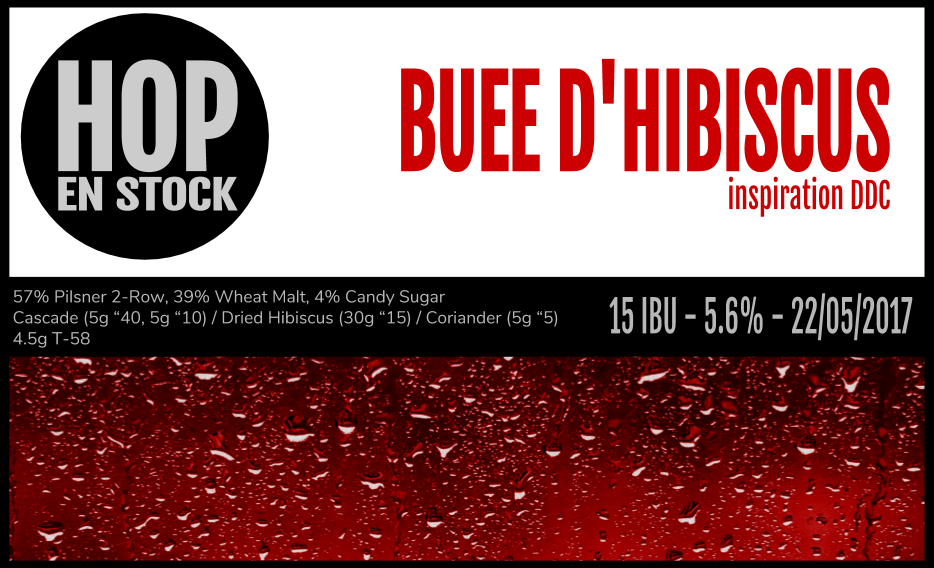 HOP
EN STOCK
BUEE D'HIBISCUS
inspiration DDC
57% Pilsner 2-Row, 39% Wheat Malt, 4% Candy Sugar
Cascade (5g “40, 5g “10) / Dried Hibiscus (30g “15) / Coriander (5g “5)
4.5g T-58
15 IBU - 5.6% - 22/05/2017